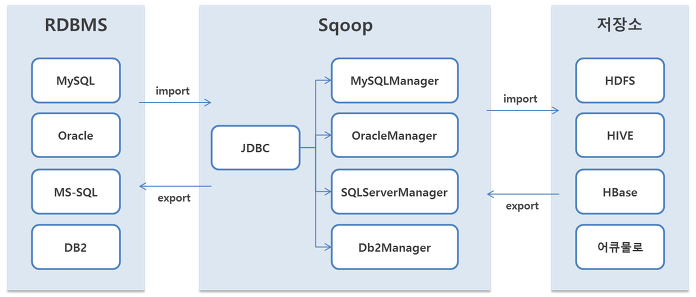 RDBMS
MySQL
Oracle
MS-SQL
DB2
import
export
Sqoop
JDBC
MySQLManager
OracleManager
SQLServerManager
Db2Manager
import
export
저장소
HDFS
HIVE
HBase
어큐물로